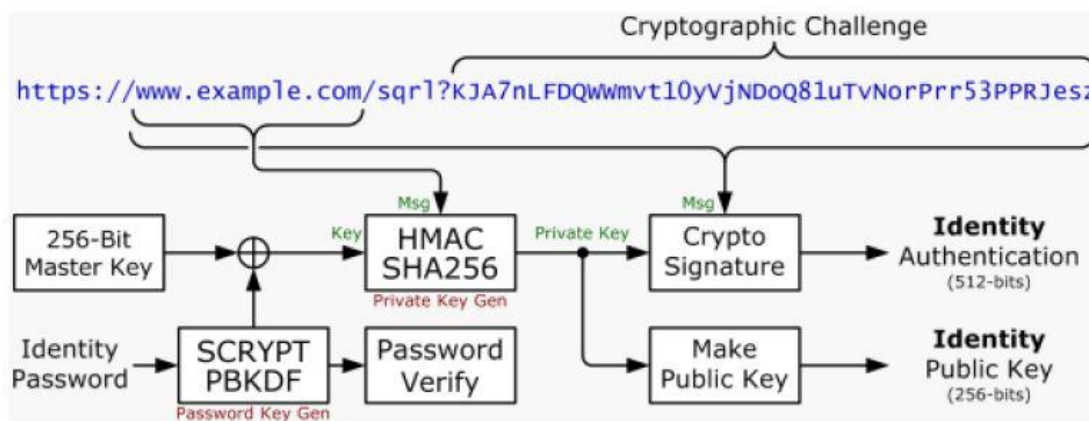 Cryptographic Challenge
https://www.example.com/sqrl?KJA7nLFDQWWmvt10yVjNDoQ81uTvNorPrr53PPRJesz
Msg
Msg
256-Bit
Master Key
Key
HMAC
SHA256
Private Key Gen
Private Key
Crypto
Signature
Identity
Authentication
(512-bits)
Identity
Password
SCRYPT
PBKDF
Password Key Gen
Password
Verify
Make
Public Key
Identity
Public Key
(256-bits)